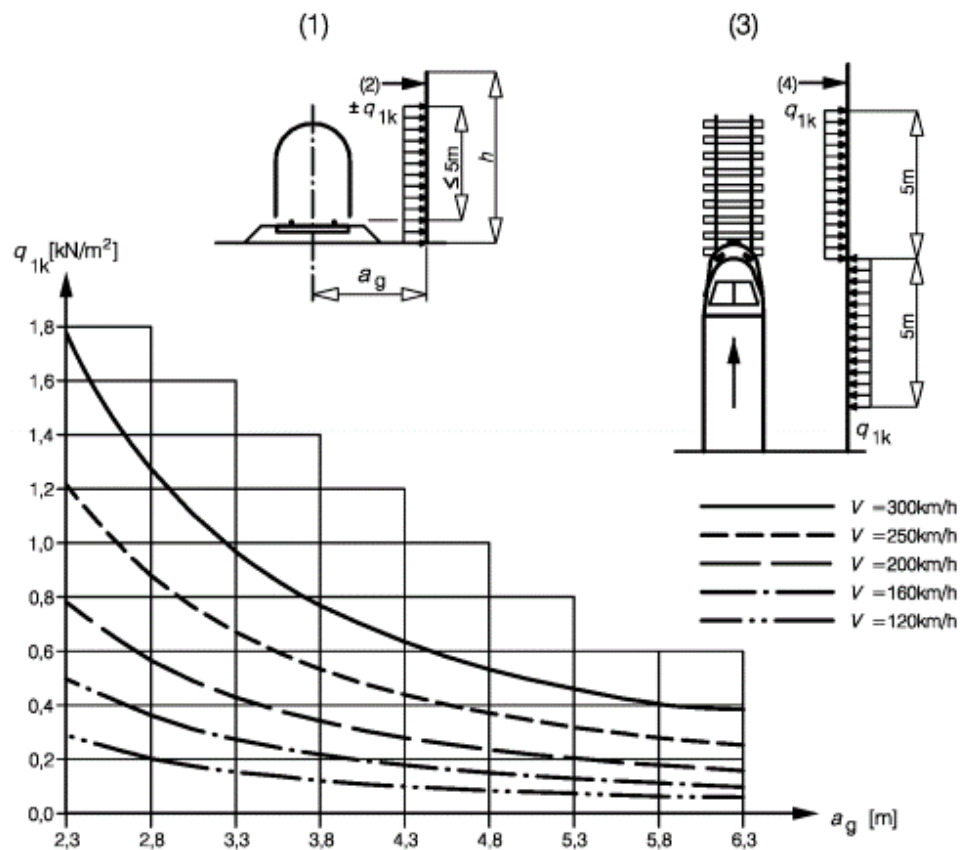 (1)
(3)
(2)
± q1k
≤ 5m
h
ag
(4)
q1k
5m
5m
q1k
q1k [kN/m²]
1,8
1,6
1,4
1,2
1,0
0,8
0,6
0,4
0,2
0,0
2,3 2,8 3,3 3,8 4,3 4,8 5,3 5,8 6,3
ag [m]
V = 300km/h
V = 250km/h
V = 200km/h
V = 160km/h
V = 120km/h